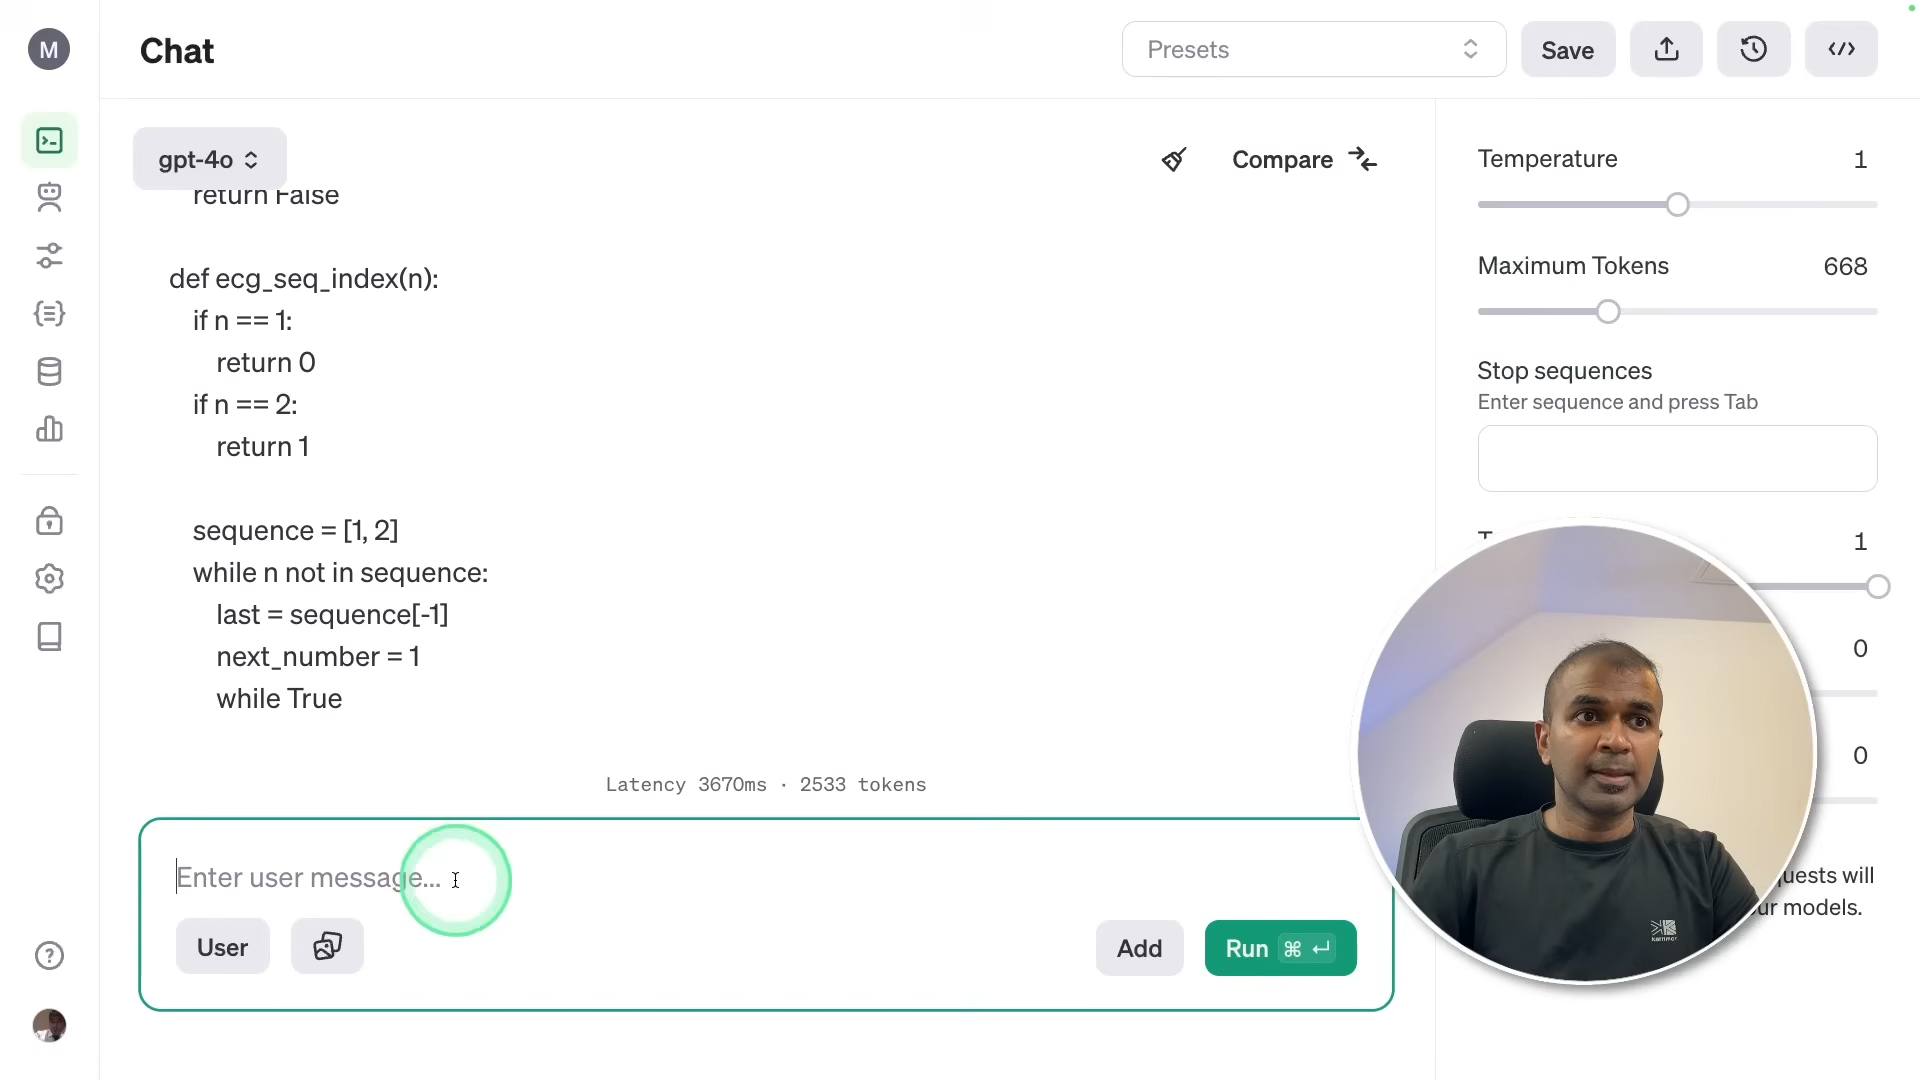 M
Chat
Presets
Save
gpt-4o
Compare
return False
def ecg_seq_index(n):
if n == 1:
return 0
if n == 2:
return 1
sequence = [1, 2]
while n not in sequence:
last = sequence[-1]
next_number = 1
while True
Latency 3670ms · 2533 tokens
Enter user message...
User
Add
Run ⌘ ↵
Temperature
1
Maximum Tokens
668
Stop sequences
Enter sequence and press Tab
1
0
0
quests will
ur models.